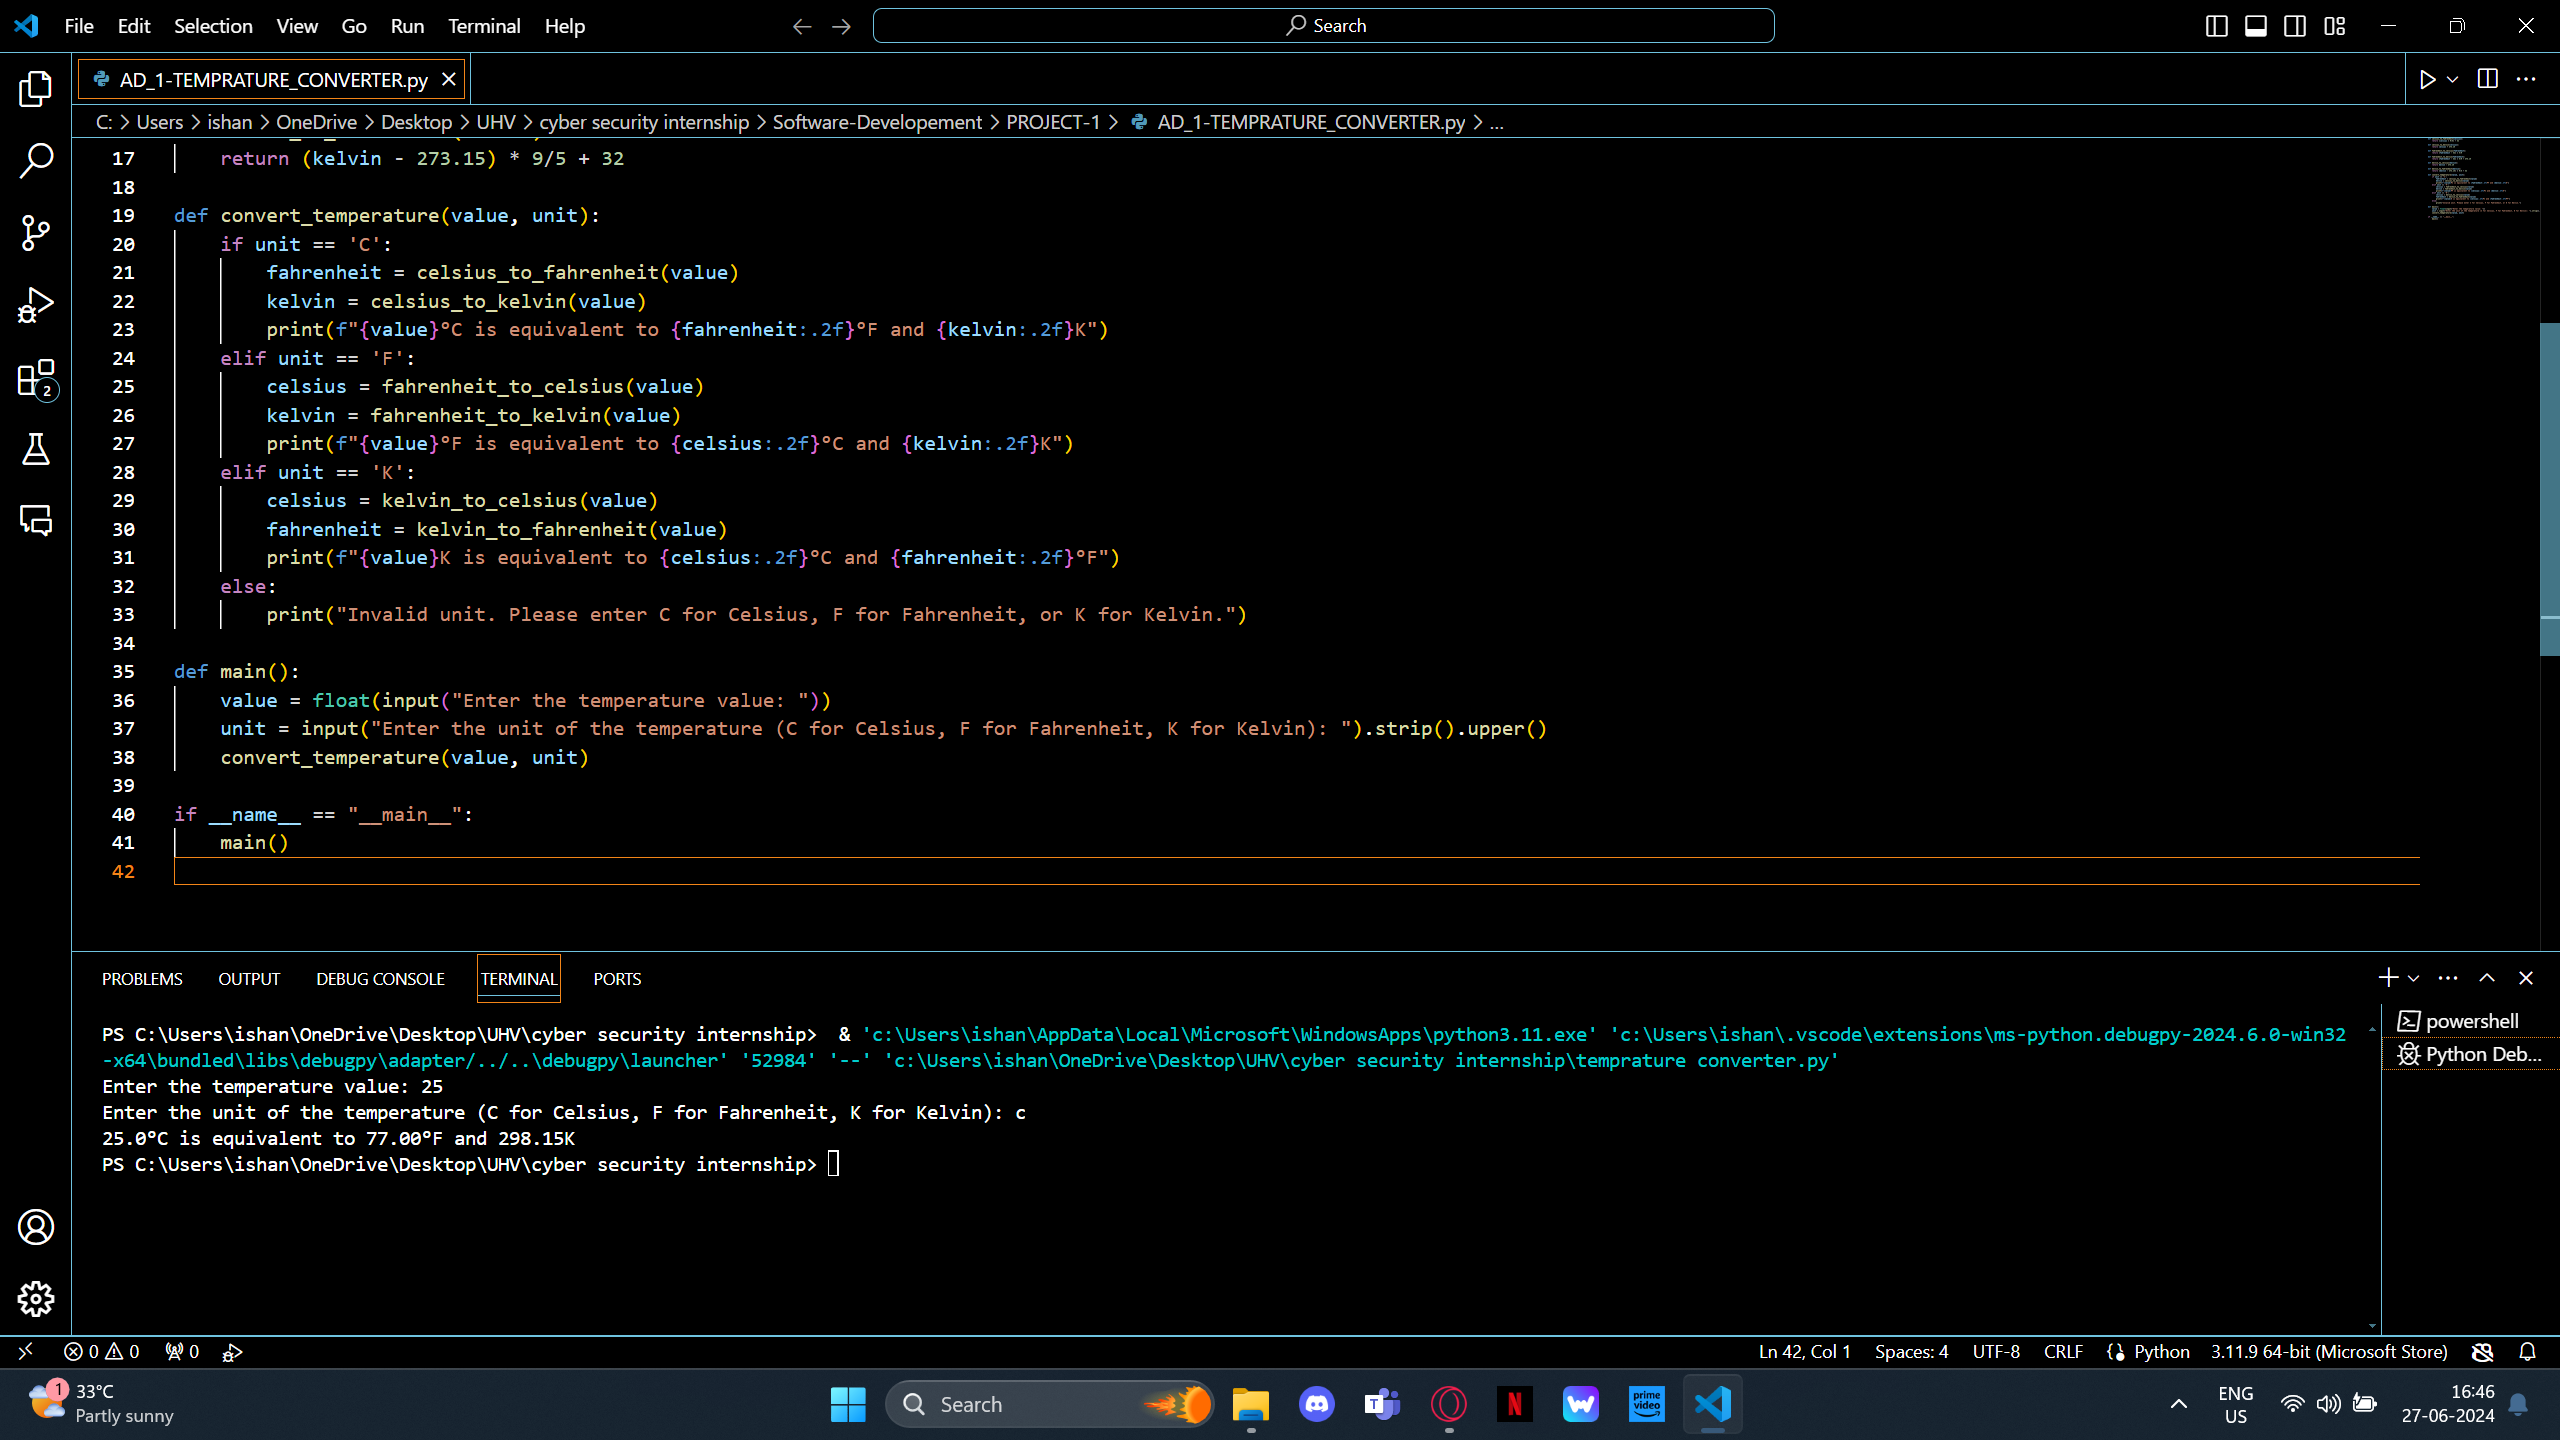 File Edit Selection View Go Run Terminal Help Search
AD_1-TEMPRATURE_CONVERTER.py
C: > Users > ishan > OneDrive > Desktop > UHV > cyber security internship > Software-Developement > PROJECT-1 > AD_1-TEMPRATURE_CONVERTER.py > ...
17     return (kelvin - 273.15) * 9/5 + 32
18
19 def convert_temperature(value, unit):
20     if unit == 'C':
21         fahrenheit = celsius_to_fahrenheit(value)
22         kelvin = celsius_to_kelvin(value)
23         print(f"{value}°C is equivalent to {fahrenheit:.2f}°F and {kelvin:.2f}K")
24     elif unit == 'F':
25         celsius = fahrenheit_to_celsius(value)
26         kelvin = fahrenheit_to_kelvin(value)
27         print(f"{value}°F is equivalent to {celsius:.2f}°C and {kelvin:.2f}K")
28     elif unit == 'K':
29         celsius = kelvin_to_celsius(value)
30         fahrenheit = kelvin_to_fahrenheit(value)
31         print(f"{value}K is equivalent to {celsius:.2f}°C and {fahrenheit:.2f}°F")
32     else:
33         print("Invalid unit. Please enter C for Celsius, F for Fahrenheit, or K for Kelvin.")
34
35 def main():
36     value = float(input("Enter the temperature value: "))
37     unit = input("Enter the unit of the temperature (C for Celsius, F for Fahrenheit, K for Kelvin): ").strip().upper()
38     convert_temperature(value, unit)
39
40 if __name__ == "__main__":
41     main()
42
2
PROBLEMS OUTPUT DEBUG CONSOLE TERMINAL PORTS
PS C:\Users\ishan\OneDrive\Desktop\UHV\cyber security internship>  & 'c:\Users\ishan\AppData\Local\Microsoft\WindowsApps\python3.11.exe' 'c:\Users\ishan\.vscode\extensions\ms-python.debugpy-2024.6.0-win32
-x64\bundled\libs\debugpy\adapter/../..\debugpy\launcher' '52984' '--' 'c:\Users\ishan\OneDrive\Desktop\UHV\cyber security internship\temprature converter.py'
Enter the temperature value: 25
Enter the unit of the temperature (C for Celsius, F for Fahrenheit, K for Kelvin): c
25.0°C is equivalent to 77.00°F and 298.15K
PS C:\Users\ishan\OneDrive\Desktop\UHV\cyber security internship>
powershell
Python Deb...
0 0 0 Ln 42, Col 1 Spaces: 4 UTF-8 CRLF Python 3.11.9 64-bit (Microsoft Store)
1 33°C
Partly sunny
Search
prime video
ENG
US
16:46
27-06-2024